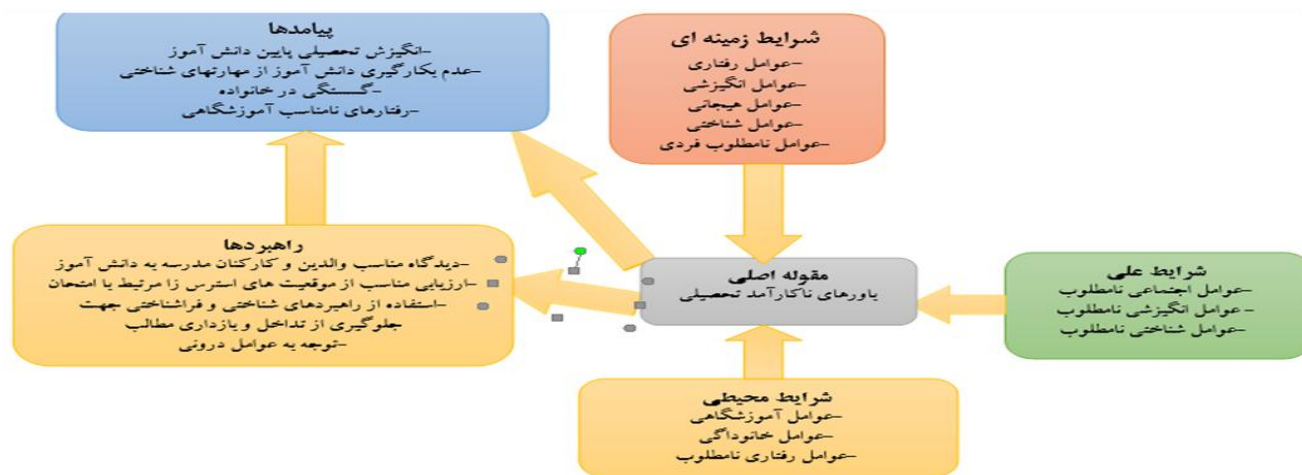 پیامدها
-انگیزش تحصیلی پایین دانش آموز
-عدم بکارگیری دانش آموز از مهارتهای شناختی
-گسستگی در خانواده
-رفتارهای نامناسب آموزشگاهی
شرایط زمینه ای
-عوامل رفتاری
-عوامل انگیزشی
-عوامل هیجانی
-عوامل شناختی
-عوامل نامطلوب فردی
راهبردها
-دیدگاه مناسب والدین و کارکنان مدرسه به دانش آموز
-ارزیابی مناسب از موقعیت های استرس زا مرتبط با امتحان
-استفاده از راهبردهای شناختی و فراشناختی جهت
جلوگیری از تداخل و بازداری مطالب
-توجه به عوامل درونی
مقوله اصلی
باورهای ناکارآمد تحصیلی
شرایط علی
-عوامل اجتماعی نامطلوب
-عوامل انگیزشی نامطلوب
-عوامل شناختی نامطلوب
شرایط محیطی
-عوامل آموزشگاهی
-عوامل خانوداگی
-عوامل رفتاری نامطلوب